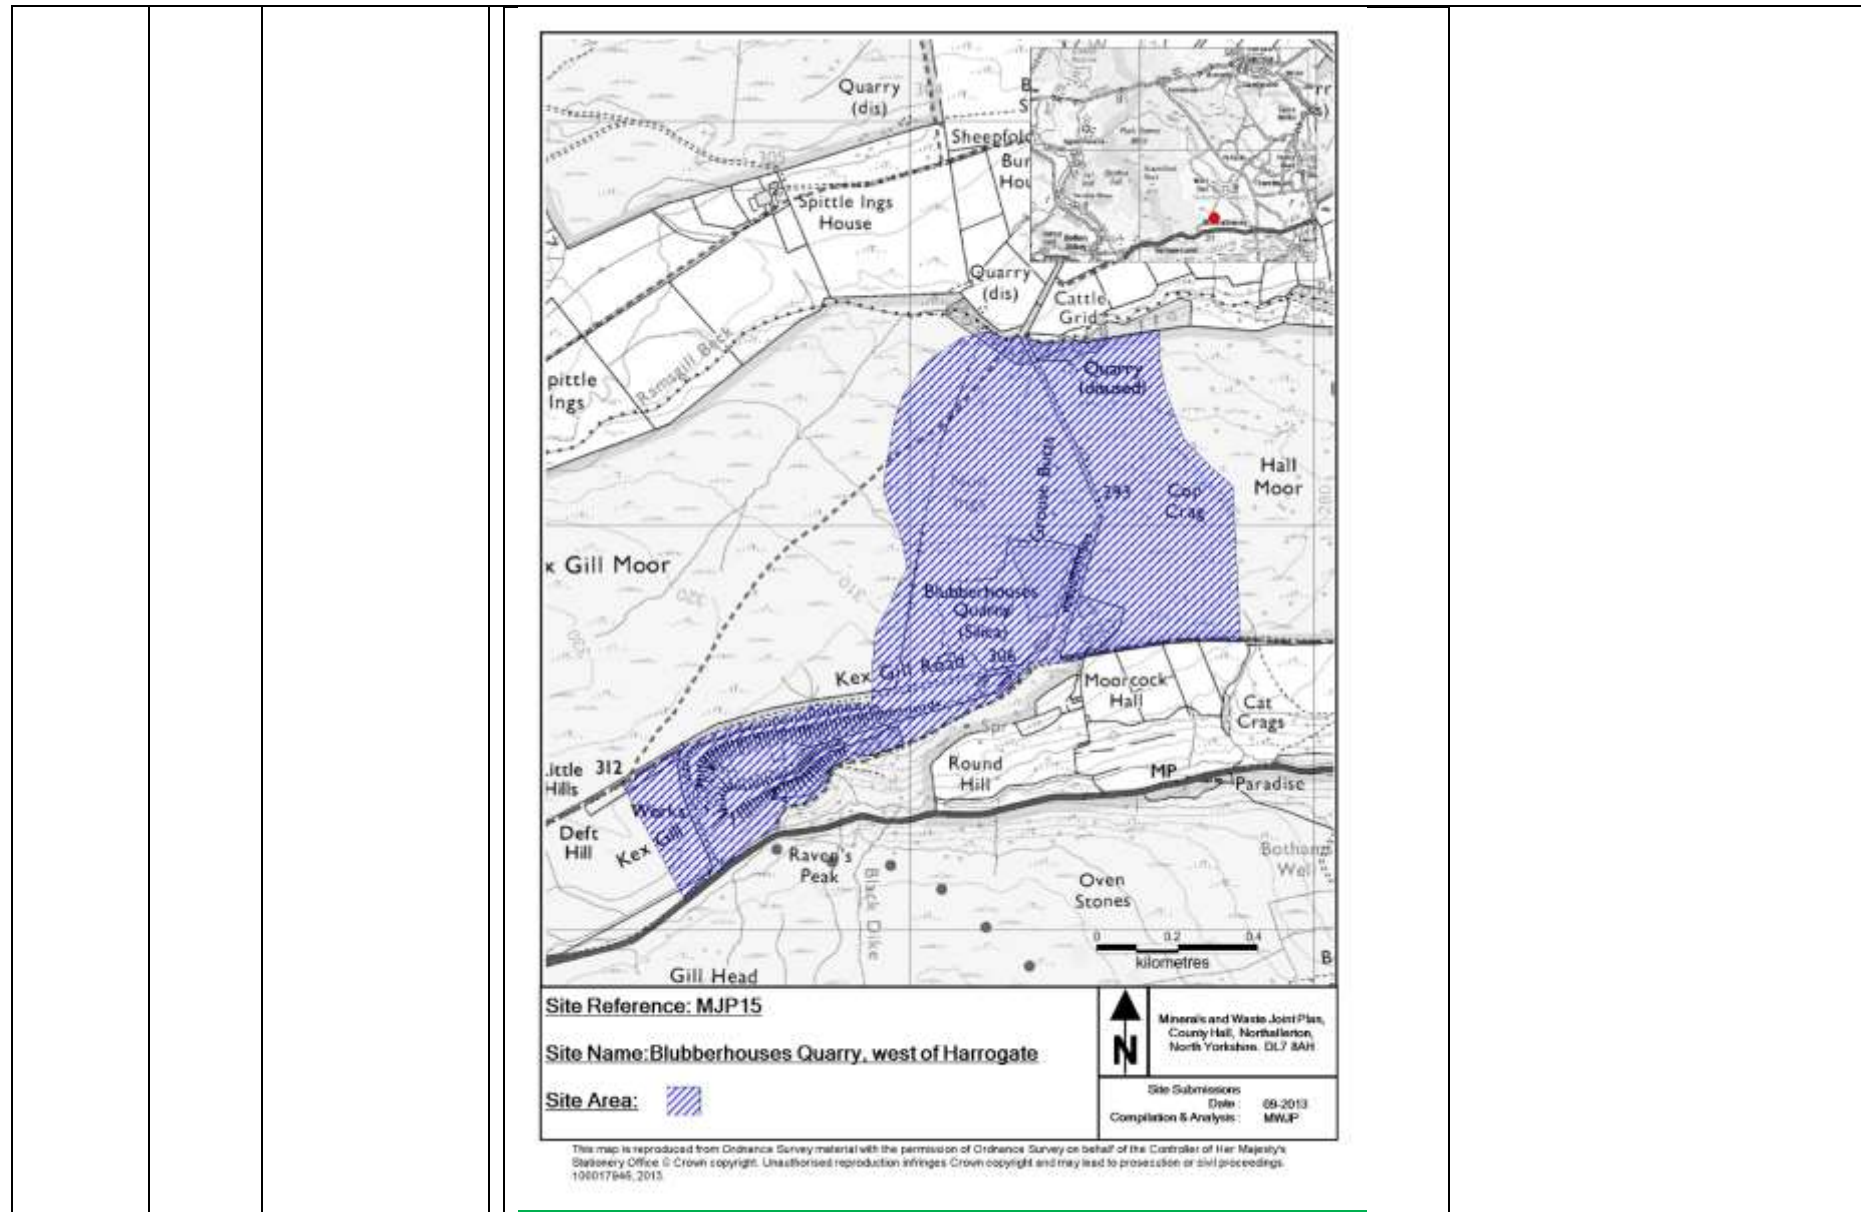 Quarry
(dis)
305
Sheepfold
Spittle Ings
House
Quarry
(dis)
Cattle
Grid
Ramsgill Beck
pittle
Ings
Quarry
(disused)
Hall
Moor
280
Grouse Butts
293
Cop
Crag
x Gill Moor
310
320
Blubberhouses
Quarry
(Silica)
Kex Gill Road
306
Moorcock
Hall
Cat
Crags
Spr
Round
Hill
MP
Paradise
ittle 312
Hills
Works
Deft
Hill
Kex Gill
Raven's
Peak
Black Dike
Oven
Stones
Gill Head
B
0 0.2 0.4
kilometres
Site Reference: MJP15
Site Name:Blubberhouses Quarry, west of Harrogate
Site Area:
N
Minerals and Waste Joint Plan,
County Hall, Northallerton,
North Yorkshire. DL7 8AH
Site Submissions
Date : 09-2013
Compilation & Analysis : MWJP
This map is reproduced from Ordnance Survey material with the permission of Ordnance Survey on behalf of the Controller of Her Majesty's
Stationery Office © Crown copyright. Unauthorised reproduction infringes Crown copyright and may lead to prosecution or civil proceedings.
100017946, 2013.